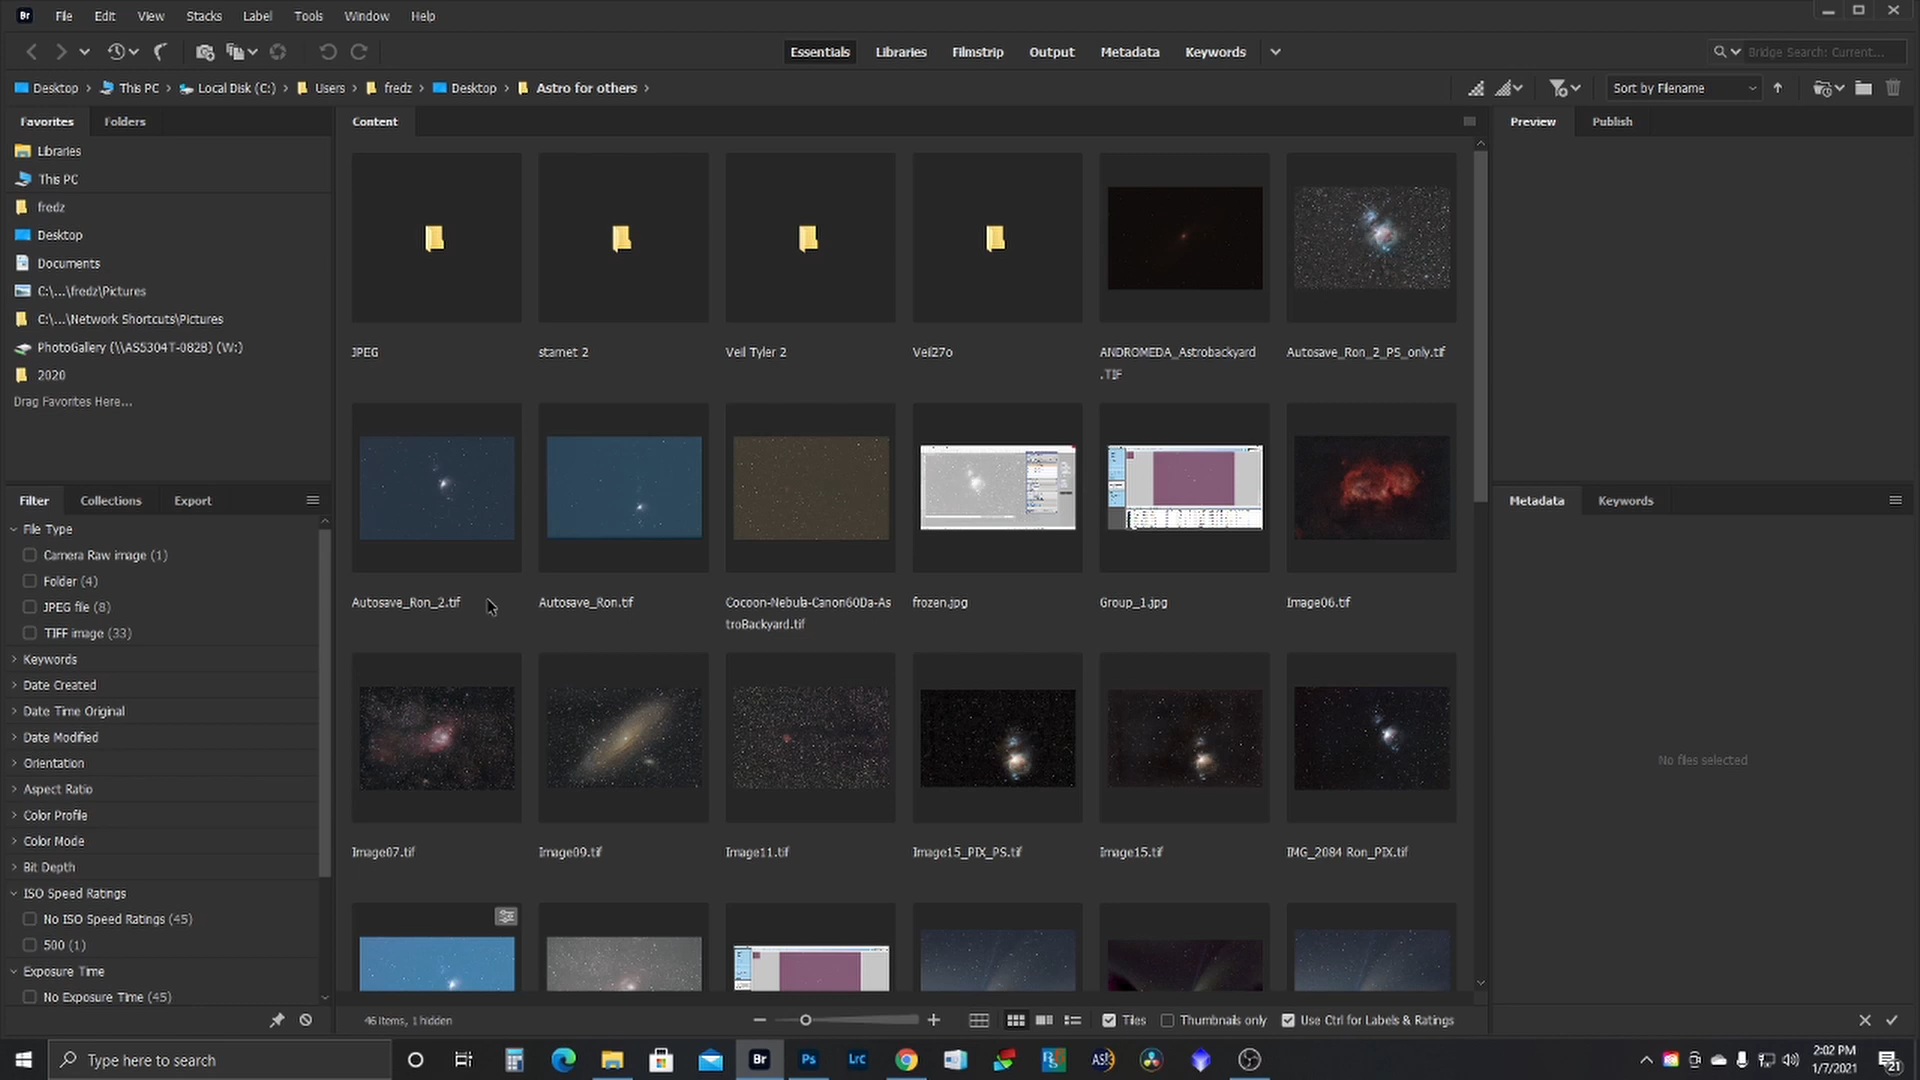 Br File Edit View Stacks Label Tools Window Help
Essentials Libraries Filmstrip Output Metadata Keywords Bridge Search: Current...
Desktop This PC Local Disk (C:) Users fredz Desktop Astro for others Sort by Filename
Favorites Folders
Libraries
This PC
fredz
Desktop
Documents
C:\...\fredz\Pictures
C:\...\Network Shortcuts\Pictures
PhotoGallery (\\AS5304T-082B) (W:)
2020
Drag Favorites Here...
Filter Collections Export
File Type
Camera Raw image (1)
Folder (4)
JPEG file (8)
TIFF image (33)
Keywords
Date Created
Date Time Original
Date Modified
Orientation
Aspect Ratio
Color Profile
Color Mode
Bit Depth
ISO Speed Ratings
No ISO Speed Ratings (45)
500 (1)
Exposure Time
No Exposure Time (45)
Content
JPEG
starnet 2
Veil Tyler 2
Veil27o
ANDROMEDA_Astrobackyard
.TIF
Autosave_Ron_2_PS_only.tif
Autosave_Ron_2.tif
Autosave_Ron.tif
Cocoon-Nebula-Canon60Da-As
troBackyard.tif
frozen.jpg
Group_1.jpg
Image06.tif
Image07.tif
Image09.tif
Image11.tif
Image15_PIX_PS.tif
Image15.tif
IMG_2084 Ron_PIX.tif
46 items, 1 hidden
Tiles Thumbnails only Use Ctrl for Labels & Ratings
Preview Publish
Metadata Keywords
No files selected
Type here to search
Br Ps LrC
2:02 PM
1/7/2021
21